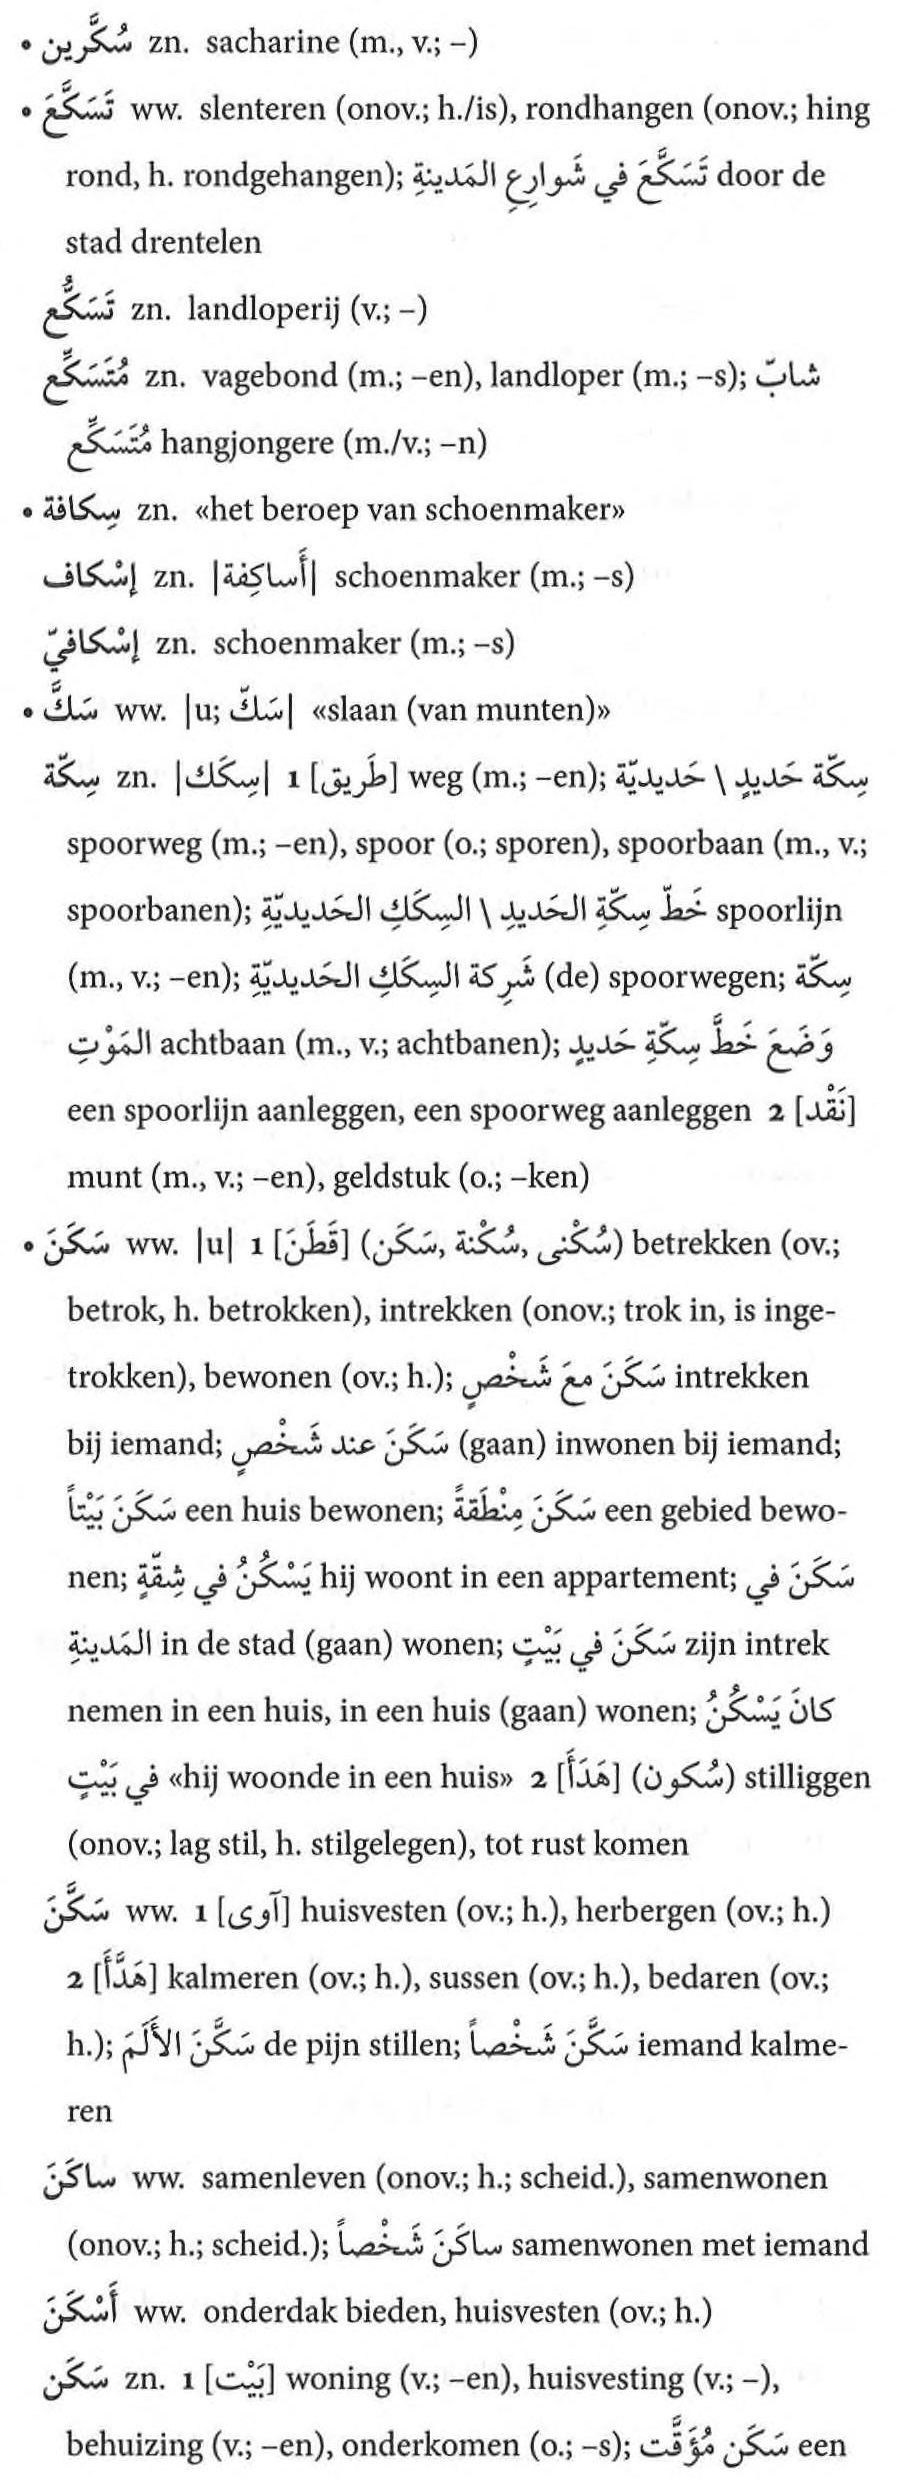 • سُكَّرين zn. sacharine (m., v.; –)
• تَسَكَّعَ ww. slenteren (onov.; h./is), rondhangen (onov.; hing
rond, h. rondgehangen); تَسَكَّعَ في شَوارِعِ المَدينةِ door de
stad drentelen
تَسَكُّع zn. landloperij (v.; –)
مُتَسَكِّع zn. vagebond (m.; –en), landloper (m.; –s); شابّ
مُتَسَكِّع hangjongere (m./v.; –n)
• سِكافة zn. «het beroep van schoenmaker»
إسْكاف zn. |أَساكِفة| schoenmaker (m.; –s)
إسْكافيّ zn. schoenmaker (m.; –s)
• سَكَّ ww. |u; سَكّ| «slaan (van munten)»
سِكّة zn. |سِكَك| 1 [طَريق] weg (m.; –en); سِكّة حَديدٍ \ حَديديّة
spoorweg (m.; –en), spoor (o.; sporen), spoorbaan (m., v.;
spoorbanen); خَطّ سِكّةِ الحَديدِ \ السِكَكِ الحَديديّةِ spoorlijn
(m., v.; –en); شَرِكة السِكَكِ الحَديديّةِ (de) spoorwegen; سِكّة
المَوْتِ achtbaan (m., v.; achtbanen); وَضَعَ خَطَّ سِكّةِ حَديدٍ
een spoorlijn aanleggen, een spoorweg aanleggen 2 [نَقْد]
munt (m., v.; –en), geldstuk (o.; –ken)
• سَكَنَ ww. |u| 1 [قَطَنَ] (سُكْنى, سُكْنة, سَكَن) betrekken (ov.;
betrok, h. betrokken), intrekken (onov.; trok in, is inge-
trokken), bewonen (ov.; h.); سَكَنَ معَ شَخْصٍ intrekken
bij iemand; سَكَنَ عند شَخْصٍ (gaan) inwonen bij iemand;
سَكَنَ بَيْتاً een huis bewonen; سَكَنَ مِنْطَقةً een gebied bewo-
nen; يَسْكُنُ في شِقّةٍ hij woont in een appartement; سَكَنَ في
المَدينةِ in de stad (gaan) wonen; سَكَنَ في بَيْتٍ zijn intrek
nemen in een huis, in een huis (gaan) wonen; كانَ يَسْكُنُ
في بَيْتٍ «hij woonde in een huis» 2 [هَدَأَ] (سُكون) stilliggen
(onov.; lag stil, h. stilgelegen), tot rust komen
سَكَّنَ ww. 1 [آوى] huisvesten (ov.; h.), herbergen (ov.; h.)
2 [هَدَّأَ] kalmeren (ov.; h.), sussen (ov.; h.), bedaren (ov.;
h.); سَكَّنَ الأَلَمَ de pijn stillen; سَكَّنَ شَخْصاً iemand kalme-
ren
ساكَنَ ww. samenleven (onov.; h.; scheid.), samenwonen
(onov.; h.; scheid.); ساكَنَ شَخْصاً samenwonen met iemand
أَسْكَنَ ww. onderdak bieden, huisvesten (ov.; h.)
سَكَن zn. 1 [بَيْت] woning (v.; –en), huisvesting (v.; –),
behuizing (v.; –en), onderkomen (o.; –s); سَكَن مُؤَقَّت een